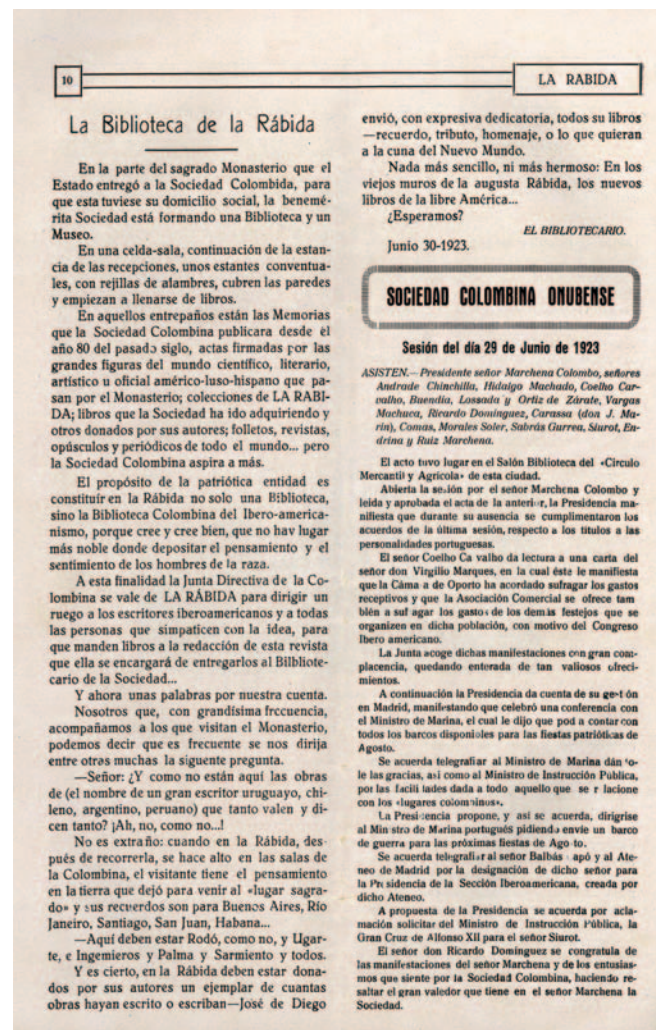 10
LA RABIDA
La Biblioteca de la Rábida
En la parte del sagrado Monasterio que el
Estado entregó a la Sociedad Colombida, para
que esta tuviese su domicilio social, la benemé-
rita Sociedad está formando una Biblioteca y un
Museo.
En una celda-sala, continuación de la estan-
cia de las recepciones, unos estantes conventua-
les, con rejillas de alambres, cubren las paredes
y empiezan a llenarse de libros.
En aquellos entrepaños están las Memorias
que la Sociedad Colombina publicara desde el
año 80 del pasado siglo, actas firmadas por las
grandes figuras del mundo científico, literario,
artístico u oficial américo-luso-hispano que pa-
san por el Monasterio; colecciones de LA RABI-
DA; libros que la Sociedad ha ido adquiriendo y
otros donados por sus autores; folletos, revistas,
opúsculos y periódicos de todo el mundo... pero
la Sociedad Colombina aspira a más.
El propósito de la patriótica entidad es
constituir en la Rábida no solo una Biblioteca,
sino la Biblioteca Colombina del Ibero-america-
nismo, porque cree y cree bien, que no hay lugar
más noble donde depositar el pensamiento y el
sentimiento de los hombres de la raza.
A esta finalidad la Junta Directiva de la Co-
lombina se vale de LA RÁBIDA para dirigir un
ruego a los escritores iberoamericanos y a todas
las personas que simpaticen con la idea, para
que manden libros a la redacción de esta revista
que ella se encargará de entregarlos al Bilbliote-
cario de la Sociedad...
Y ahora unas palabras por nuestra cuenta.
Nosotros que, con grandísima frecuencia,
acompañamos a los que visitan el Monasterio,
podemos decir que es frecuente se nos dirija
entre otras muchas la siguente pregunta.
—Señor: ¿Y como no están aquí las obras
de (el nombre de un gran escritor uruguayo, chi-
leno, argentino, peruano) que tanto valen y di-
cen tanto? ¡Ah, no, como no...!
No es extraño: cuando en la Rábida, des-
pués de recorrerla, se hace alto en las salas de
la Colombina, el visitante tiene el pensamiento
en la tierra que dejó para venir al «lugar sagra-
do» y sus recuerdos son para Buenos Aires, Río
Janeiro, Santiago, San Juan, Habana...
—Aquí deben estar Rodó, como no, y Ugar-
te, e Ingemieros y Palma y Sarmiento y todos.
Y es cierto, en la Rábida deben estar dona-
dos por sus autores un ejemplar de cuantas
obras hayan escrito o escriban—José de Diego
envió, con expresiva dedicatoria, todos su libros
—recuerdo, tributo, homenaje, o lo que quieran
a la cuna del Nuevo Mundo.
Nada más sencillo, ni más hermoso: En los
viejos muros de la augusta Rábida, los nuevos
libros de la libre América...
¿Esperamos?
EL BIBLIOTECARIO.
Junio 30-1923.
SOCIEDAD COLOMBINA ONUBENSE
Sesión del día 29 de Junio de 1923
ASISTEN.—Presidente señor Marchena Colombo, señores
Andrade Chinchilla, Hidalgo Machado, Coelho Car-
valho, Buendia, Lossada y Ortiz de Zárate, Vargas
Machuca, Ricardo Domínguez, Carassa (don J. Ma-
rin), Comas, Morales Soler, Sabrás Gurrea, Siurot, En-
drina y Ruiz Marchena.
El acto tuvo lugar en el Salón Biblioteca del «Círculo
Mercantil y Agrícola» de esta ciudad.
Abierta la sesión por el señor Marchena Colombo y
leida y aprobada el acta de la anterior, la Presidencia ma-
nifiesta que durante su ausencia se cumplimentaron los
acuerdos de la última sesión, respecto a los títulos a las
personalidades portuguesas.
El señor Coelho Ca valho da lectura a una carta del
señor don Virgilio Marques, en la cual éste le manifiesta
que la Cáma a de Oporto ha acordado sufragar los gastos
receptivos y que la Asociación Comercial se ofrece tam
bién a suf agar los gastos de los demás festejos que se
organizen en dicha población, con motivo del Congreso
Ibero americano.
La Junta acoge dichas manifestaciones con gran com-
placencia, quedando enterada de tan valiosos ofreci-
mientos.
A continuación la Presidencia da cuenta de su gest ón
en Madrid, manifestando que celebró una conferencia con
el Ministro de Marina, el cual le dijo que pod a contar con
todos los barcos disponibles para las fiestas patrióticas de
Agosto.
Se acuerda telegrafiar al Ministro de Marina dán 'o-
le las gracias, así como al Ministro de Instrucción Pública,
por las facili lades dada a todo aquello que se r lacione
con los «lugares colombinos».
La Presidencia propone, y así se acuerda, dirigrise
al Min stro de Marina portugués pidiendo envie un barco
de guerra para las próximas fiestas de Ago to.
Se acuerda telegrafiar al señor Balbás apó y al Ate-
neo de Madrid por la designación de dicho señor para
la Presidencia de la Sección Iberoamericana, creada por
dicho Ateneo.
A propuesta de la Presidencia se acuerda por acla-
mación solicitar del Ministro de Instrucción Pública, la
Gran Cruz de Alfonso XII para el señor Siurot.
El señor don Ricardo Domínguez se congratula de
las manifestaciones del señor Marchena y de los entusias-
mos que siente por la Sociedad Colombina, haciendo re-
saltar el gran valedor que tiene en el señor Marchena la
Sociedad.